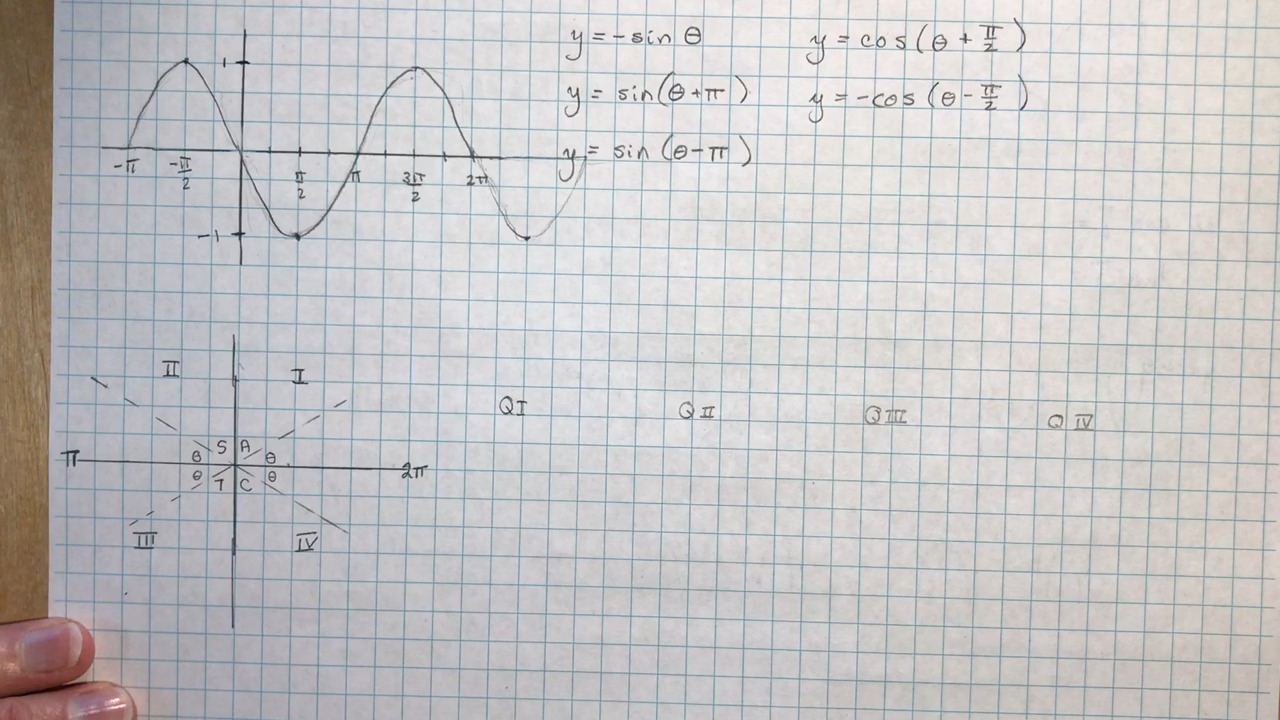 y = -sin θ
y = cos(θ + π/2)
y = sin(θ+π)
y = -cos(θ - π/2)
y = sin(θ-π)
1
-π -π/2 π/2 π 3π/2 2π
-1
II I
QI QII QIII QIV
S A
π θ θ 2π
θ θ
T C
III IV